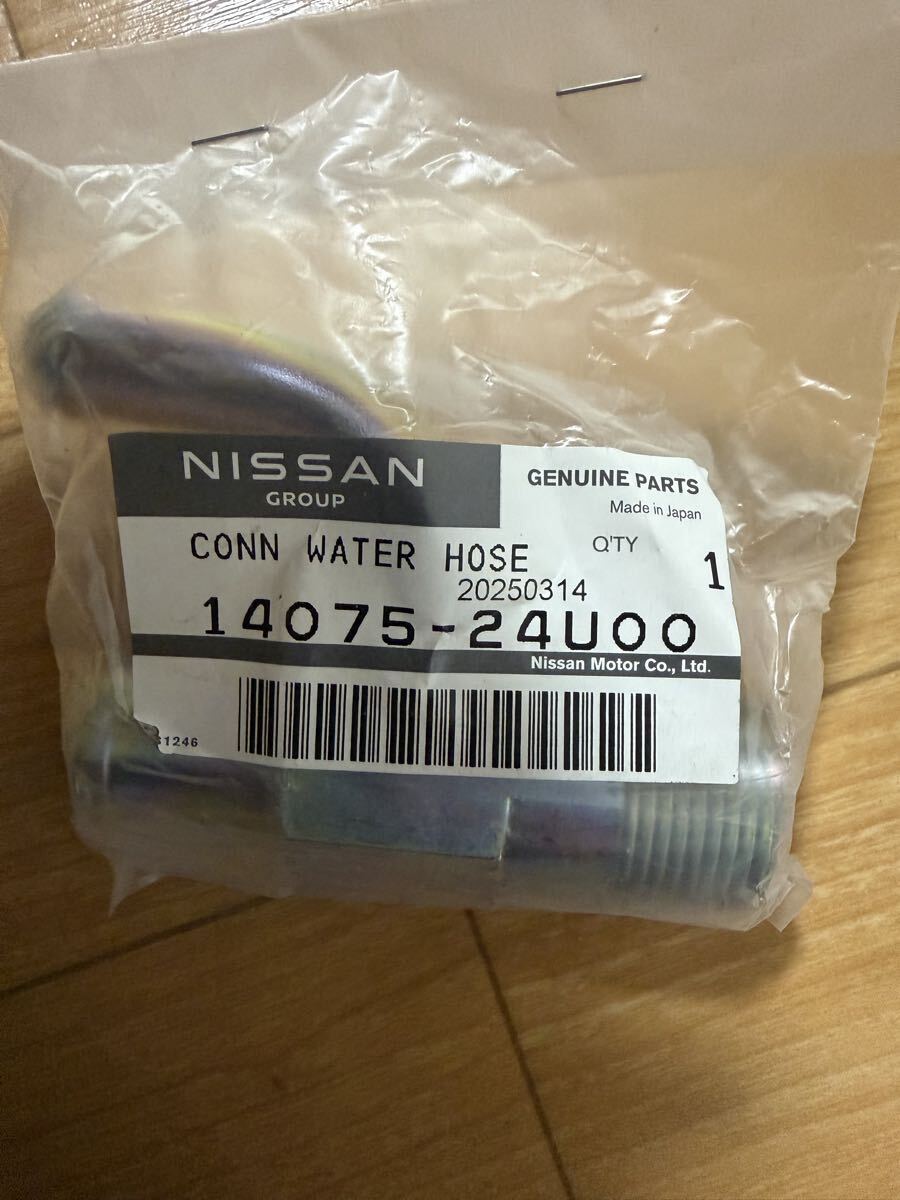 NISSAN
GROUP
GENUINE PARTS
Made in Japan
CONN WATER HOSE
Q'TY
1
20250314
14075-24U00
Nissan Motor Co., Ltd.